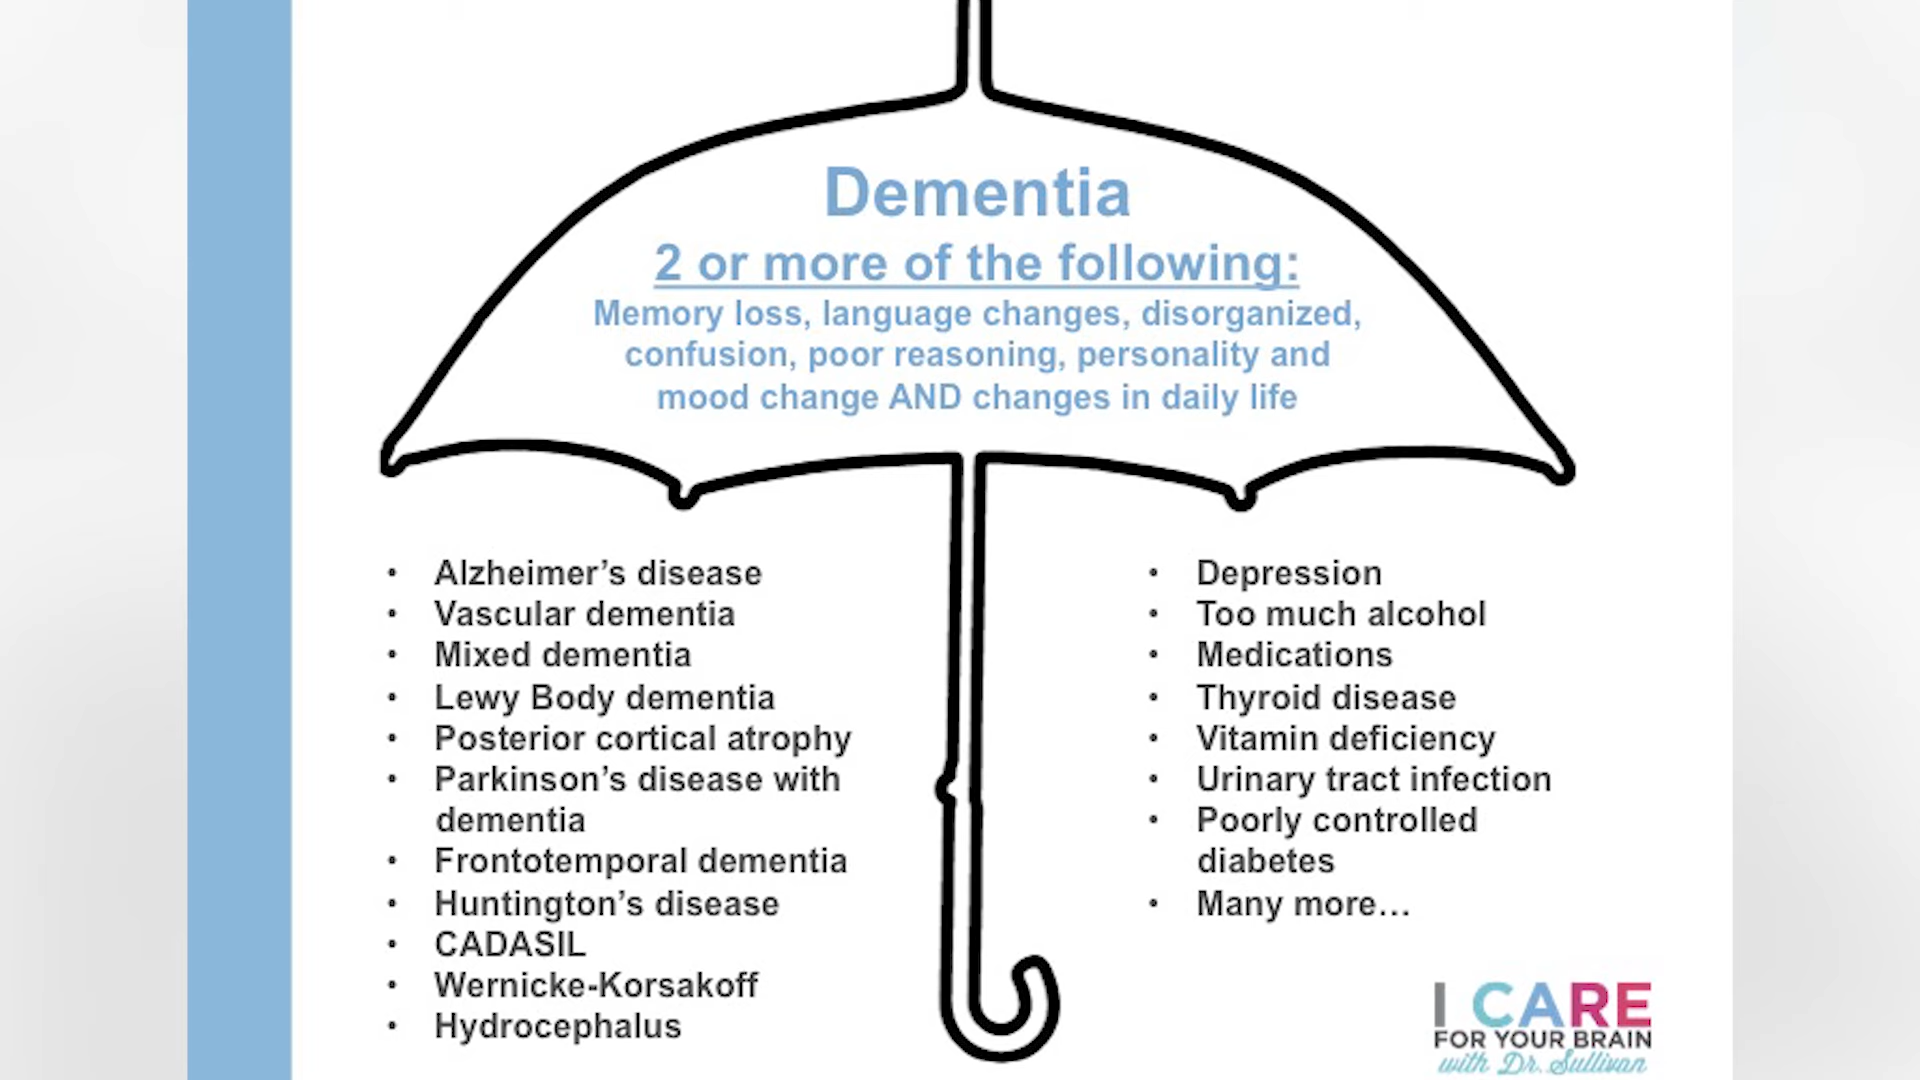 Dementia
2 or more of the following:
Memory loss, language changes, disorganized,
confusion, poor reasoning, personality and
mood change AND changes in daily life
• Alzheimer’s disease
• Vascular dementia
• Mixed dementia
• Lewy Body dementia
• Posterior cortical atrophy
• Parkinson’s disease with
dementia
• Frontotemporal dementia
• Huntington’s disease
• CADASIL
• Wernicke-Korsakoff
• Hydrocephalus
• Depression
• Too much alcohol
• Medications
• Thyroid disease
• Vitamin deficiency
• Urinary tract infection
• Poorly controlled
diabetes
• Many more…
I CARE
FOR YOUR BRAIN
with Dr. Sullivan